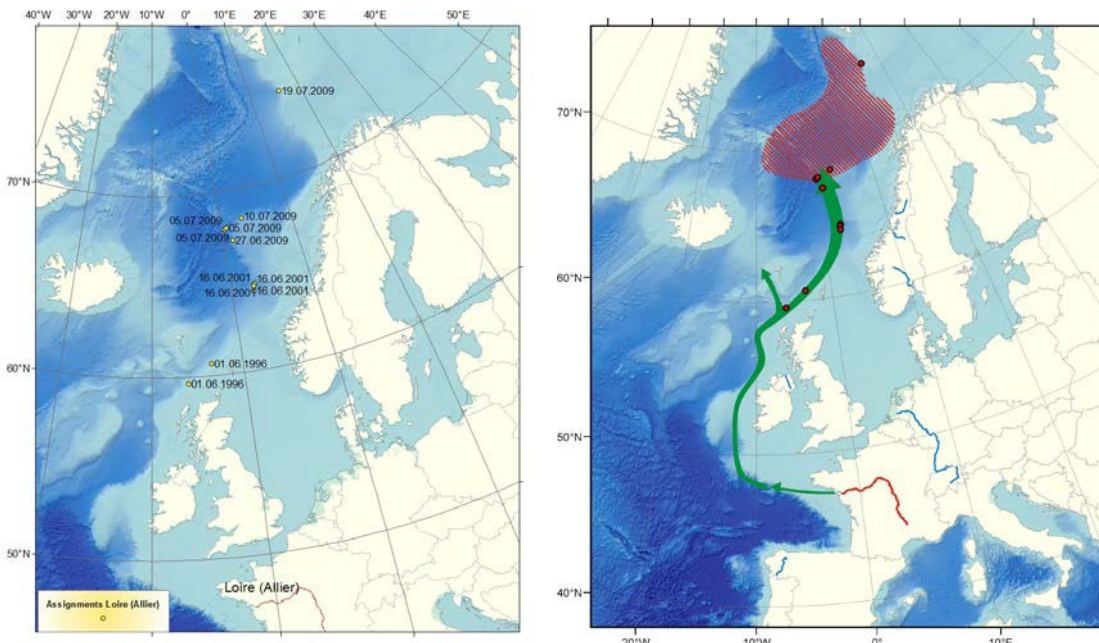 40°W 30°W 20°W 10°W 0° 10°E 20°E 30°E 40°E 50°E
19.07.2009
70°N
05.07.2009 10.07.2009
05.07.2009
05.07.2009 27.06.2009
16.06.2001 16.06.2001
16.06.2001 16.06.2001
60°N
01.06.1996
01.06.1996
50°N
Loire (Allier)
Assignments Loire (Allier)
70°N
60°N
50°N
40°N
20°W 10°W 0° 10°E